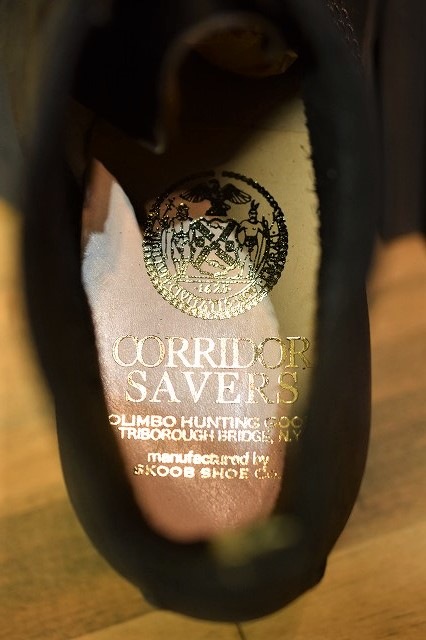 1625
CORRIDOR
SAVERS
OLIMBO HUNTING GOO
TRIBOROUGH BRIDGE, N.Y
manufactured by
SKOOB SHOE Co.